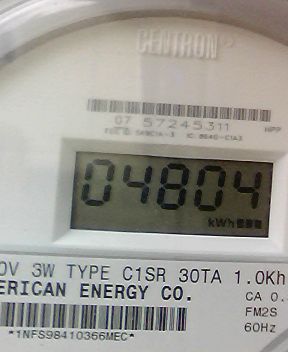 CENTRON
07 57245311 HPP
04804
kWh
0V 3W TYPE C1SR 30TA 1.0Kh
ERICAN ENERGY CO. CA 0.
FM2S
*1NFS98410366MEC* 60Hz